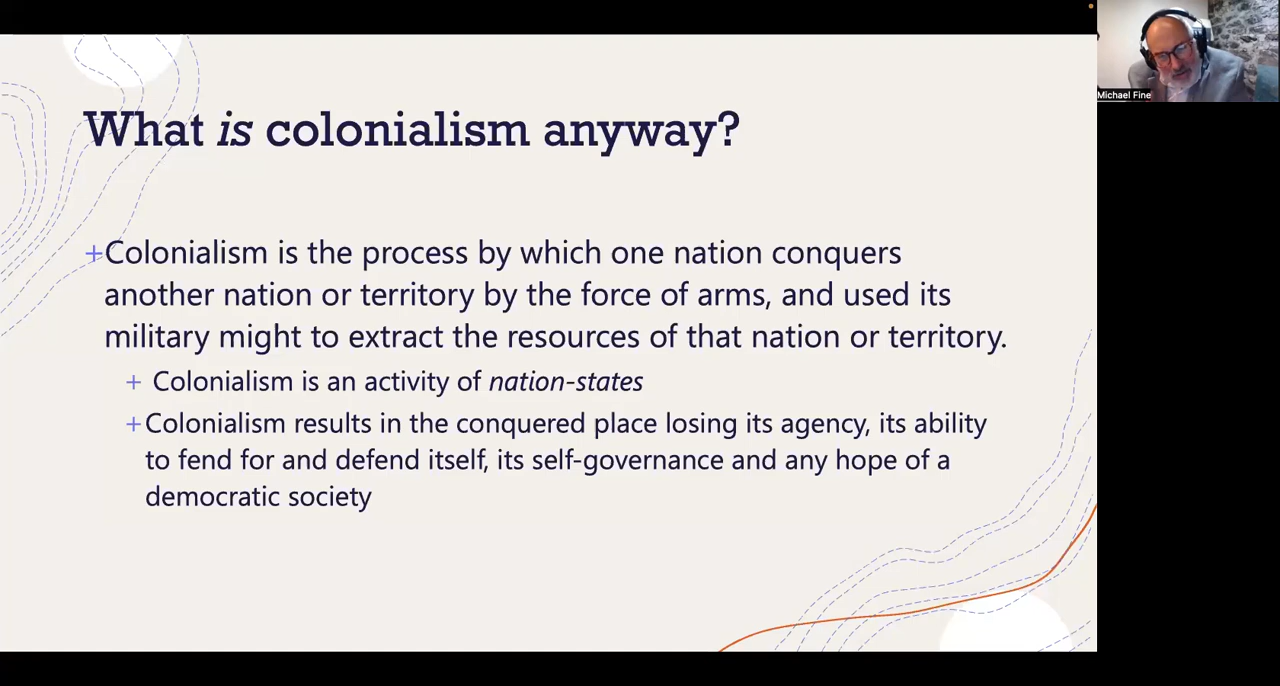 What is colonialism anyway?
+Colonialism is the process by which one nation conquers
another nation or territory by the force of arms, and used its
military might to extract the resources of that nation or territory.
+ Colonialism is an activity of nation-states
+Colonialism results in the conquered place losing its agency, its ability
to fend for and defend itself, its self-governance and any hope of a
democratic society
Michael Fine